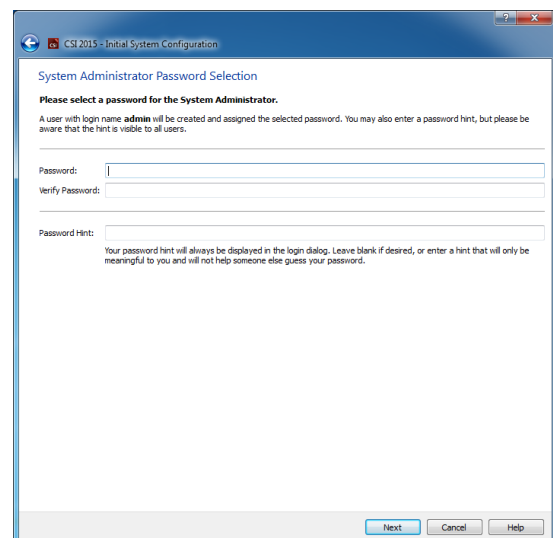 ?
X
CSI 2015 - Initial System Configuration
System Administrator Password Selection
Please select a password for the System Administrator.
A user with login name admin will be created and assigned the selected password. You may also enter a password hint, but please be
aware that the hint is visible to all users.
Password:
Verify Password:
Password Hint:
Your password hint will always be displayed in the login dialog. Leave blank if desired, or enter a hint that will only be
meaningful to you and will not help someone else guess your password.
Next Cancel Help